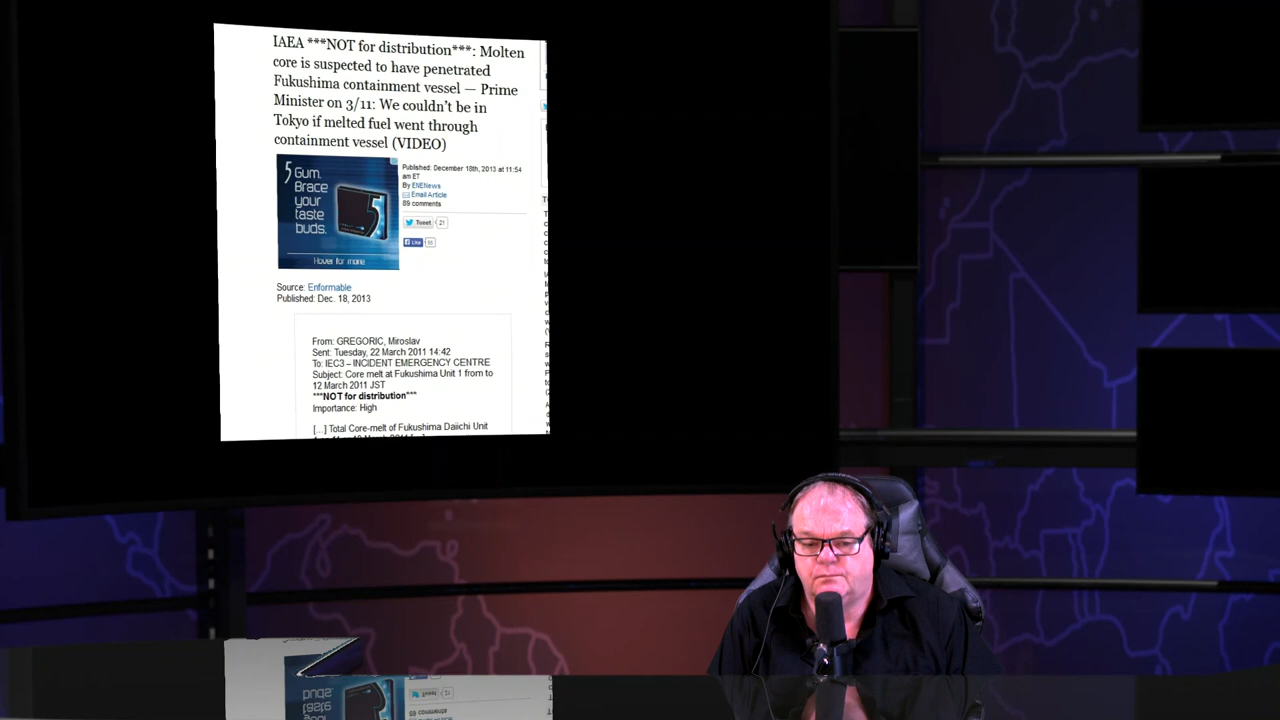 IAEA ***NOT for distribution***: Molten
core is suspected to have penetrated
Fukushima containment vessel — Prime
Minister on 3/11: We couldn't be in
Tokyo if melted fuel went through
containment vessel (VIDEO)
5 Gum.
Brace
your
taste
buds.
Hover for more
Published: December 18th, 2013 at 11:54
am ET
By ENENews
Email Article
89 comments
Tweet 21
Like
Source: Enformable
Published: Dec. 18, 2013
From: GREGORIC, Miroslav
Sent: Tuesday, 22 March 2011 14:42
To: IEC3 – INCIDENT EMERGENCY CENTRE
Subject: Core melt at Fukushima Unit 1 from to
12 March 2011 JST
***NOT for distribution***
Importance: High
[...] Total Core-melt of Fukushima Daiichi Unit